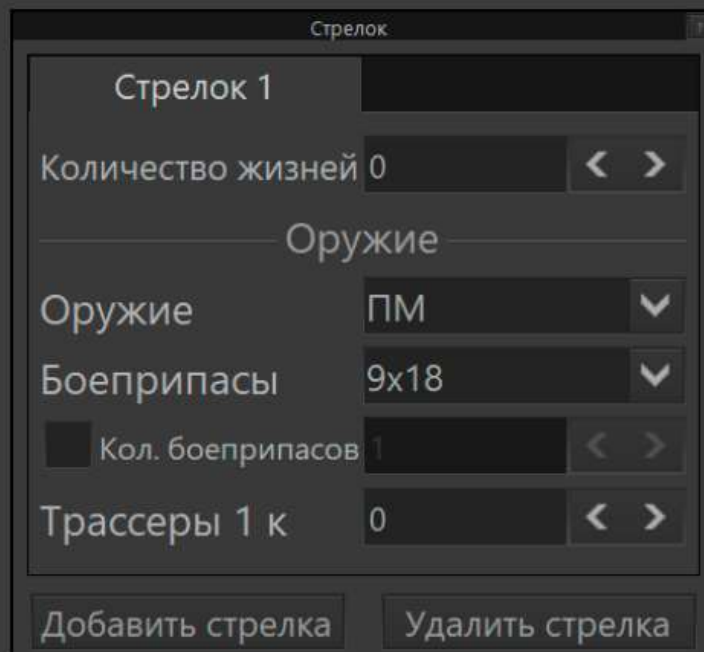 Стрелок
Стрелок 1
Количество жизней 0
Оружие
Оружие ПМ
Боеприпасы 9x18
Кол. боеприпасов 1
Трассеры 1 к 0
Добавить стрелка Удалить стрелка